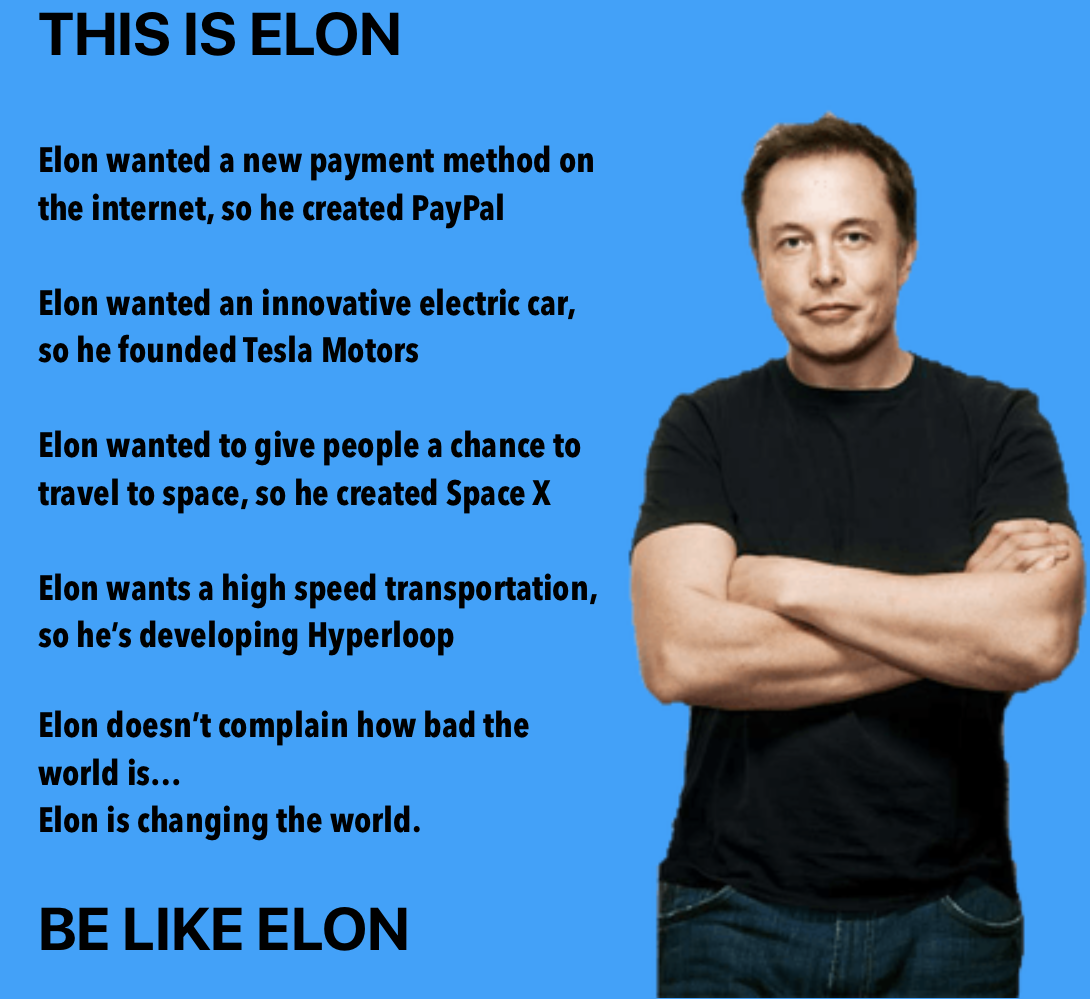 THIS IS ELON
Elon wanted a new payment method on
the internet, so he created PayPal
Elon wanted an innovative electric car,
so he founded Tesla Motors
Elon wanted to give people a chance to
travel to space, so he created Space X
Elon wants a high speed transportation,
so he’s developing Hyperloop
Elon doesn’t complain how bad the
world is...
Elon is changing the world.
BE LIKE ELON